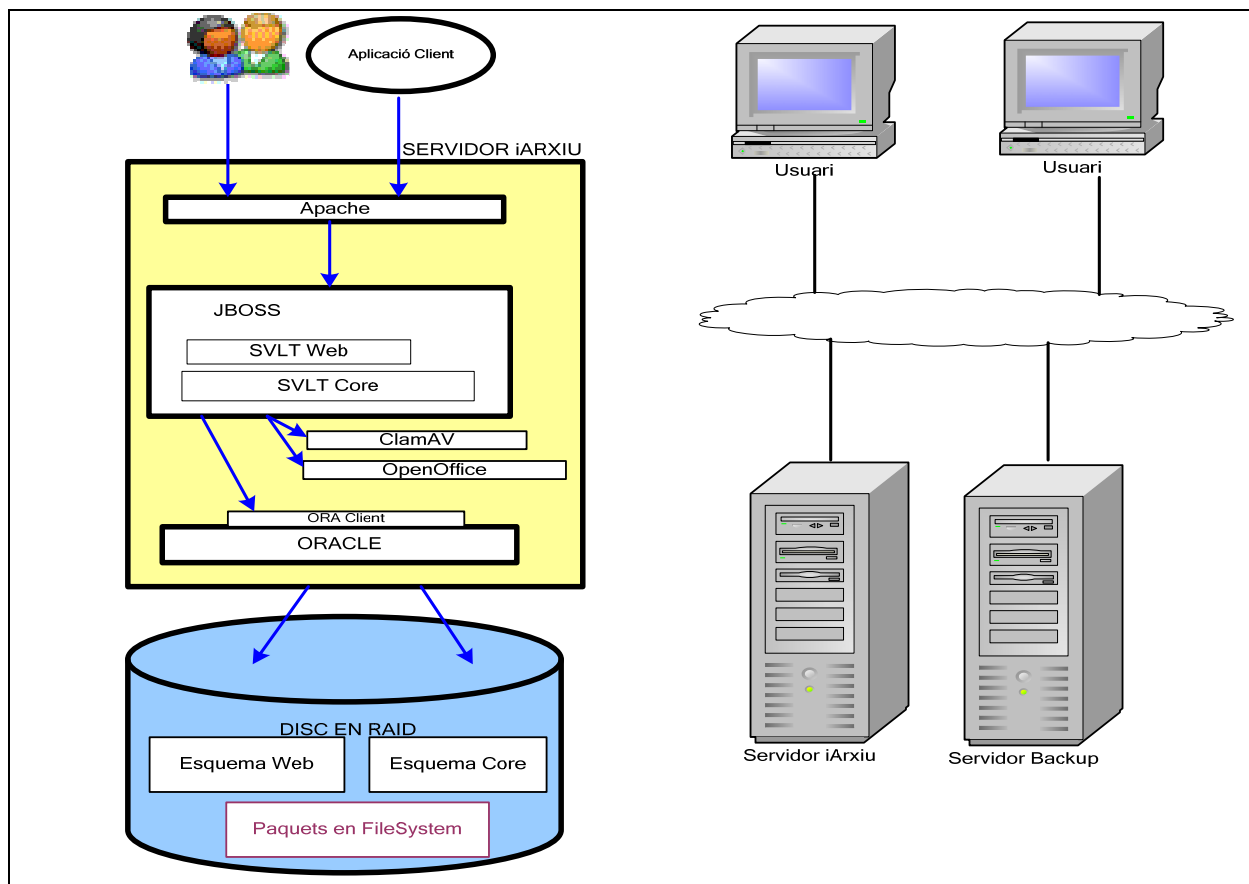 Aplicació Client
SERVIDOR iARXIU
Apache
JBOSS
SVLT Web
SVLT Core
ClamAV
OpenOffice
ORA Client
ORACLE
DISC EN RAID
Esquema Web
Esquema Core
Paquets en FileSystem
Usuari
Usuari
Servidor iArxiu
Servidor Backup